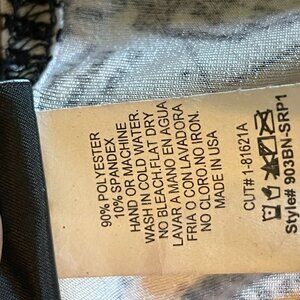 90% POLYESTER
10% SPANDEX
HAND OR MACHINE
WASH IN COLD WATER.
NO BLEACH.FLAT DRY
LAVAR A MANO EN AGUA
FRIA O CON LAVADORA
NO CLORO.NO IRON.
MADE IN USA
CUT# 1-81621A
Style# 903BN-SRP1